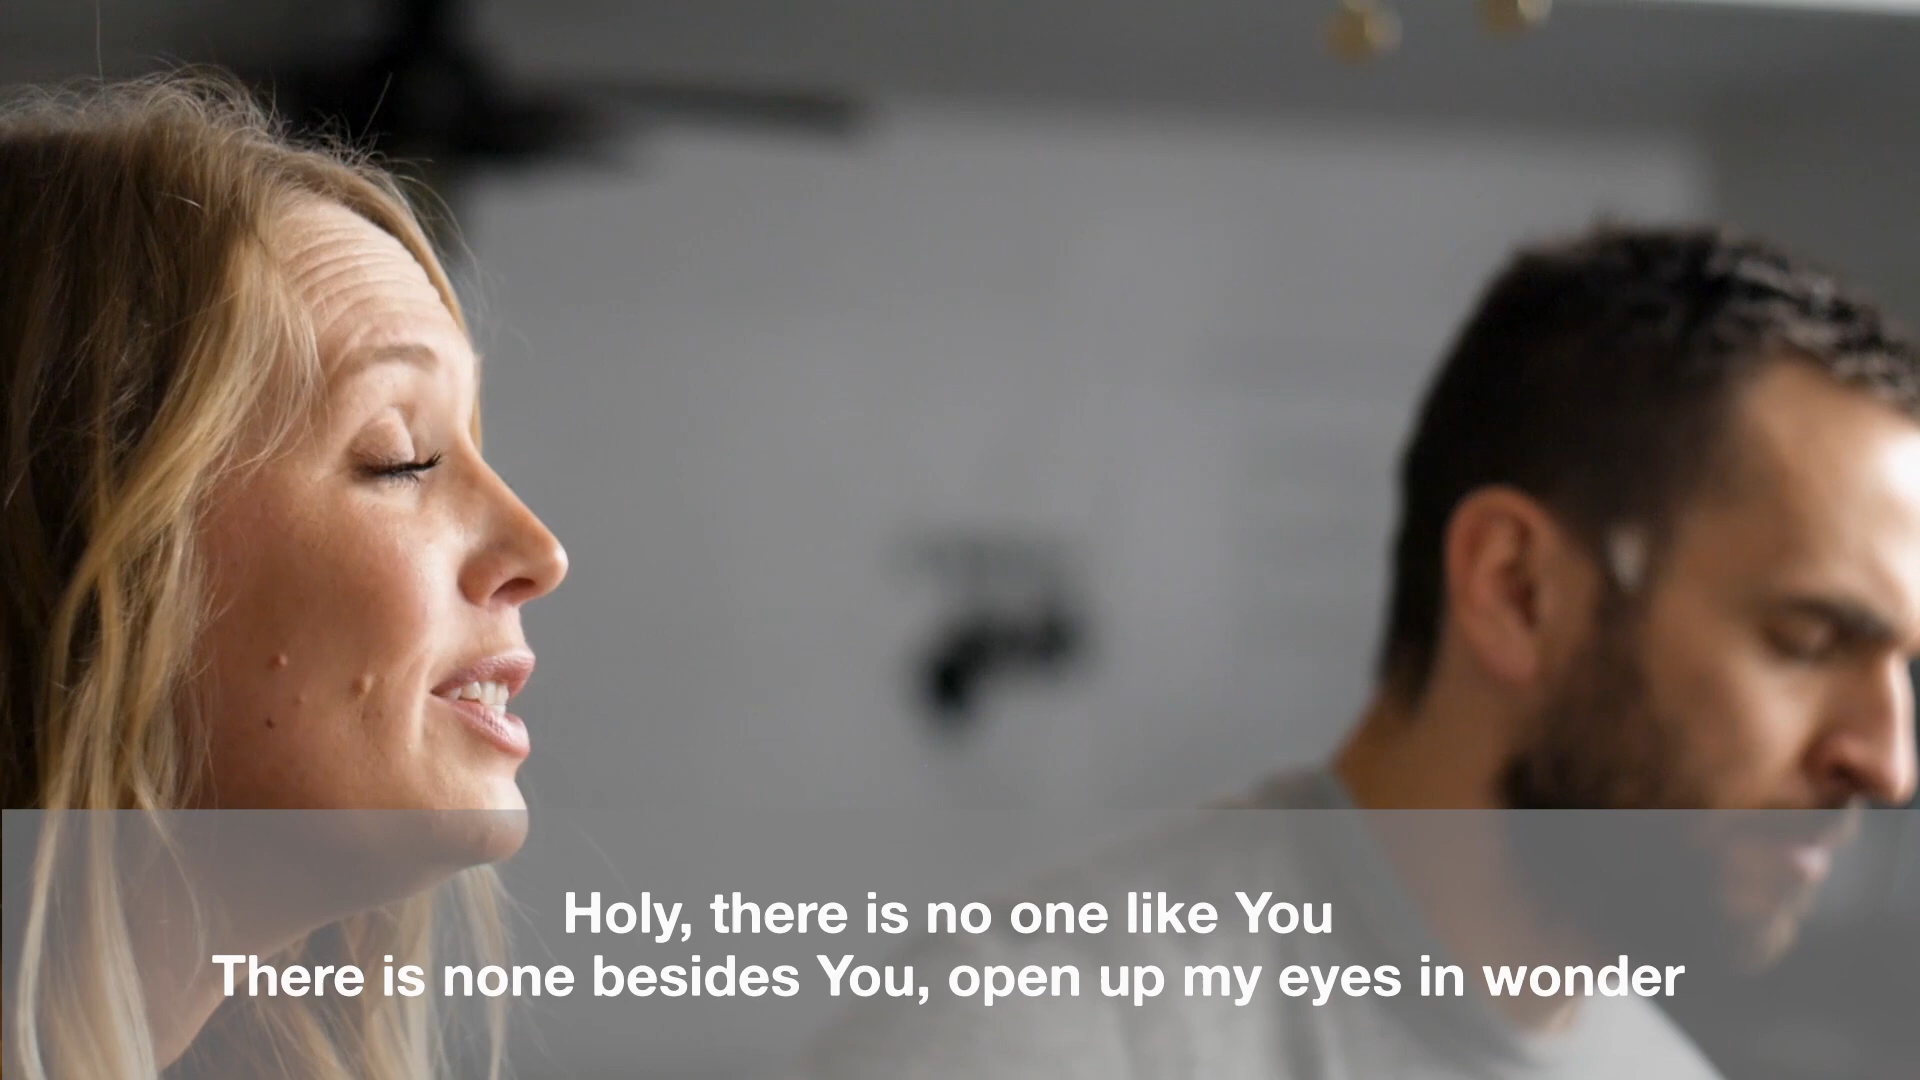 Holy, there is no one like You
There is none besides You, open up my eyes in wonder